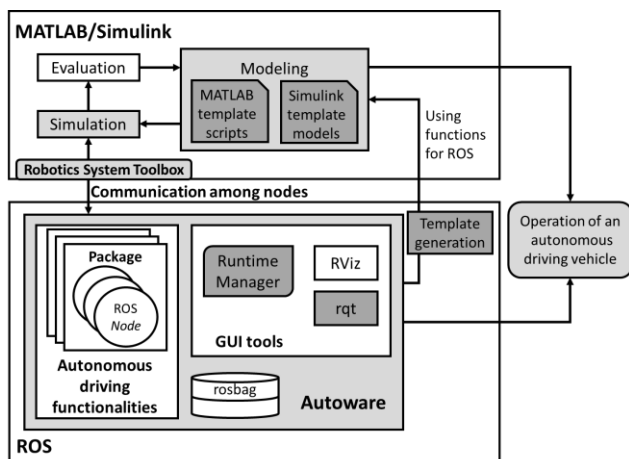 MATLAB/Simulink
Evaluation
Modeling
MATLAB
template
scripts
Simulink
template
models
Simulation
Using
functions
for ROS
Robotics System Toolbox
Communication among nodes
Template
generation
Operation of an
autonomous
driving vehicle
Package
ROS
Node
Autonomous
driving
functionalities
Runtime
Manager
RViz
rqt
GUI tools
rosbag
Autoware
ROS